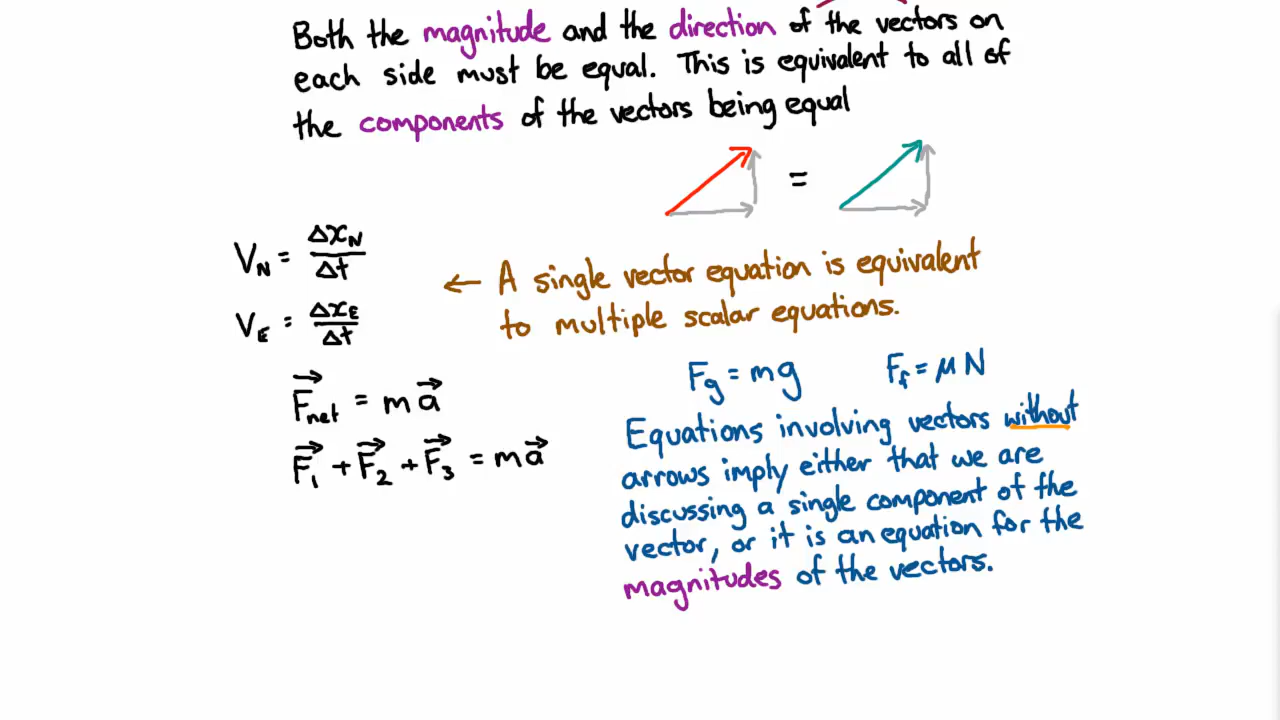 Both the magnitude and the direction of the vectors on
each side must be equal. This is equivalent to all of
the components of the vectors being equal
=
V_N = Δx_N / Δt
V_E = Δx_E / Δt
← A single vector equation is equivalent
to multiple scalar equations.
F⃗_net = m a⃗
F⃗_1 + F⃗_2 + F⃗_3 = m a⃗
F_g = mg F_f = μN
Equations involving vectors without
arrows imply either that we are
discussing a single component of the
vector, or it is an equation for the
magnitudes of the vectors.